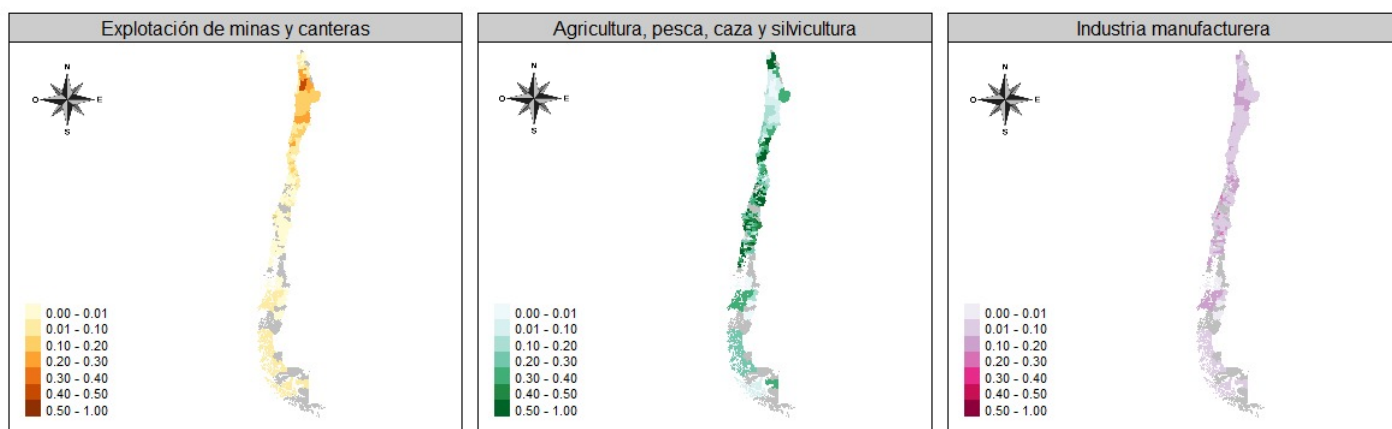 Explotación de minas y canteras
N
O
E
S
0.00 - 0.01
0.01 - 0.10
0.10 - 0.20
0.20 - 0.30
0.30 - 0.40
0.40 - 0.50
0.50 - 1.00
Agricultura, pesca, caza y silvicultura
N
O
E
S
0.00 - 0.01
0.01 - 0.10
0.10 - 0.20
0.20 - 0.30
0.30 - 0.40
0.40 - 0.50
0.50 - 1.00
Industria manufacturera
N
O
E
S
0.00 - 0.01
0.01 - 0.10
0.10 - 0.20
0.20 - 0.30
0.30 - 0.40
0.40 - 0.50
0.50 - 1.00